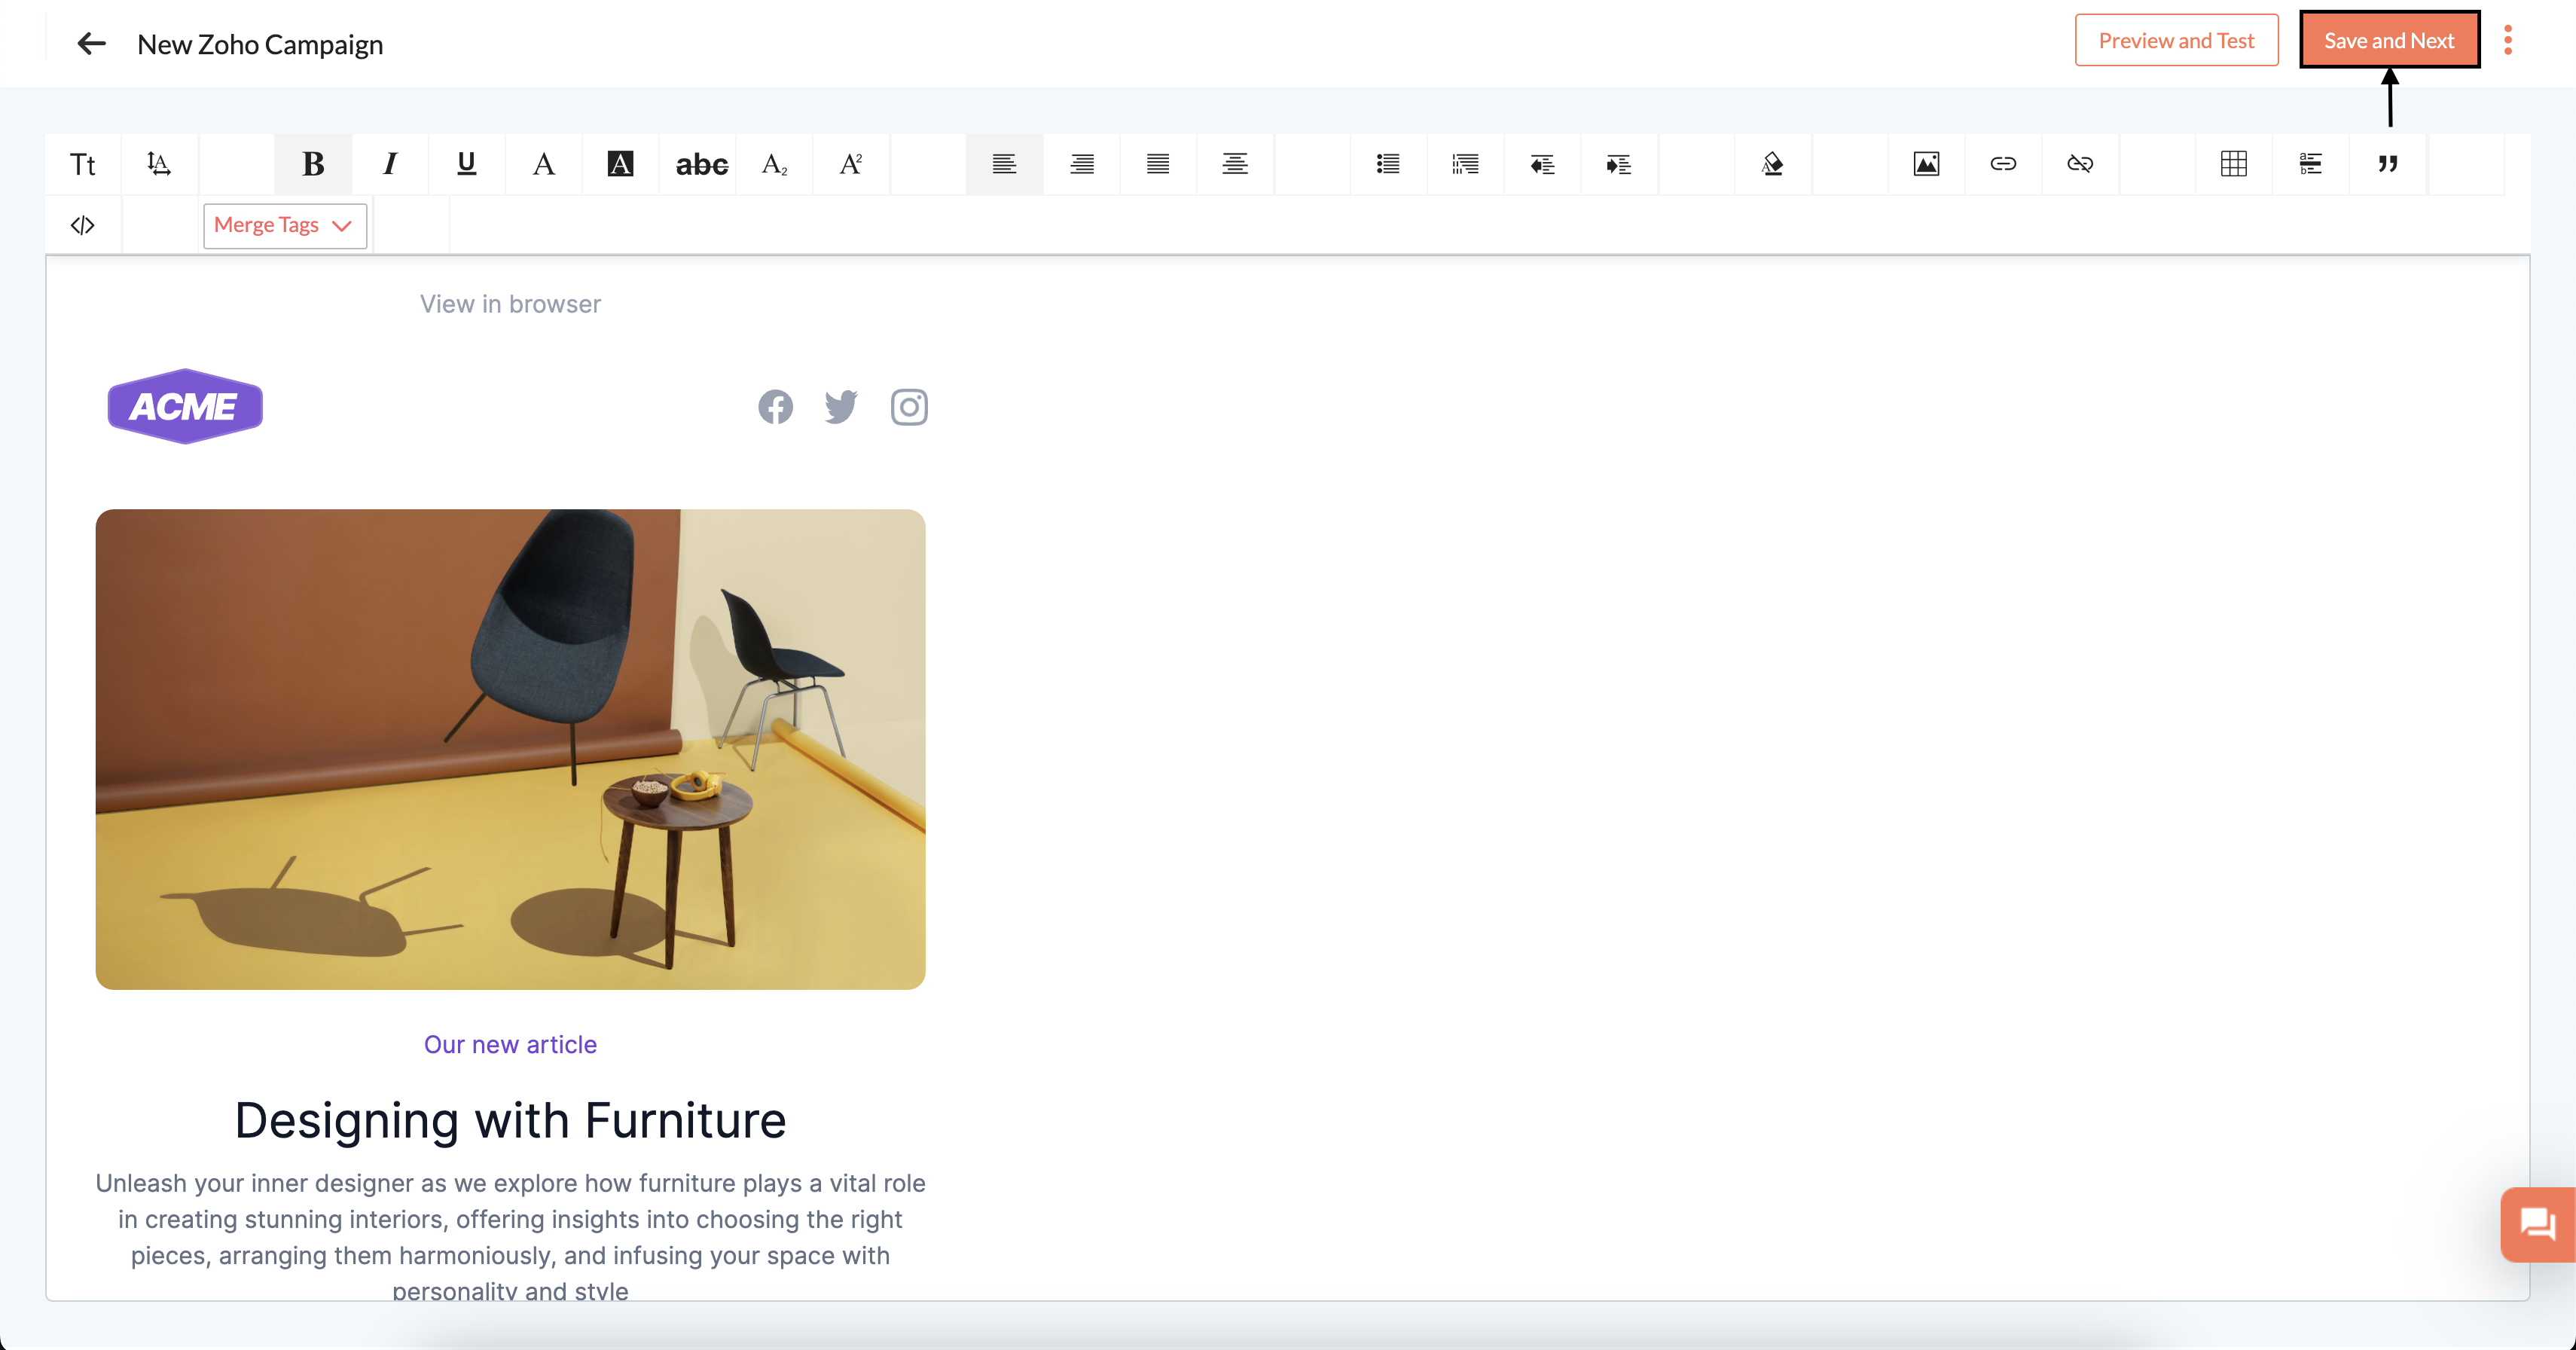 New Zoho Campaign
Preview and Test
Save and Next
Tt
A
B
I
U
A
A
abc
A2
A2
A
a
b
”
</>
Merge Tags
View in browser
ACME
Our new article
Designing with Furniture
Unleash your inner designer as we explore how furniture plays a vital role
in creating stunning interiors, offering insights into choosing the right
pieces, arranging them harmoniously, and infusing your space with
personality and style